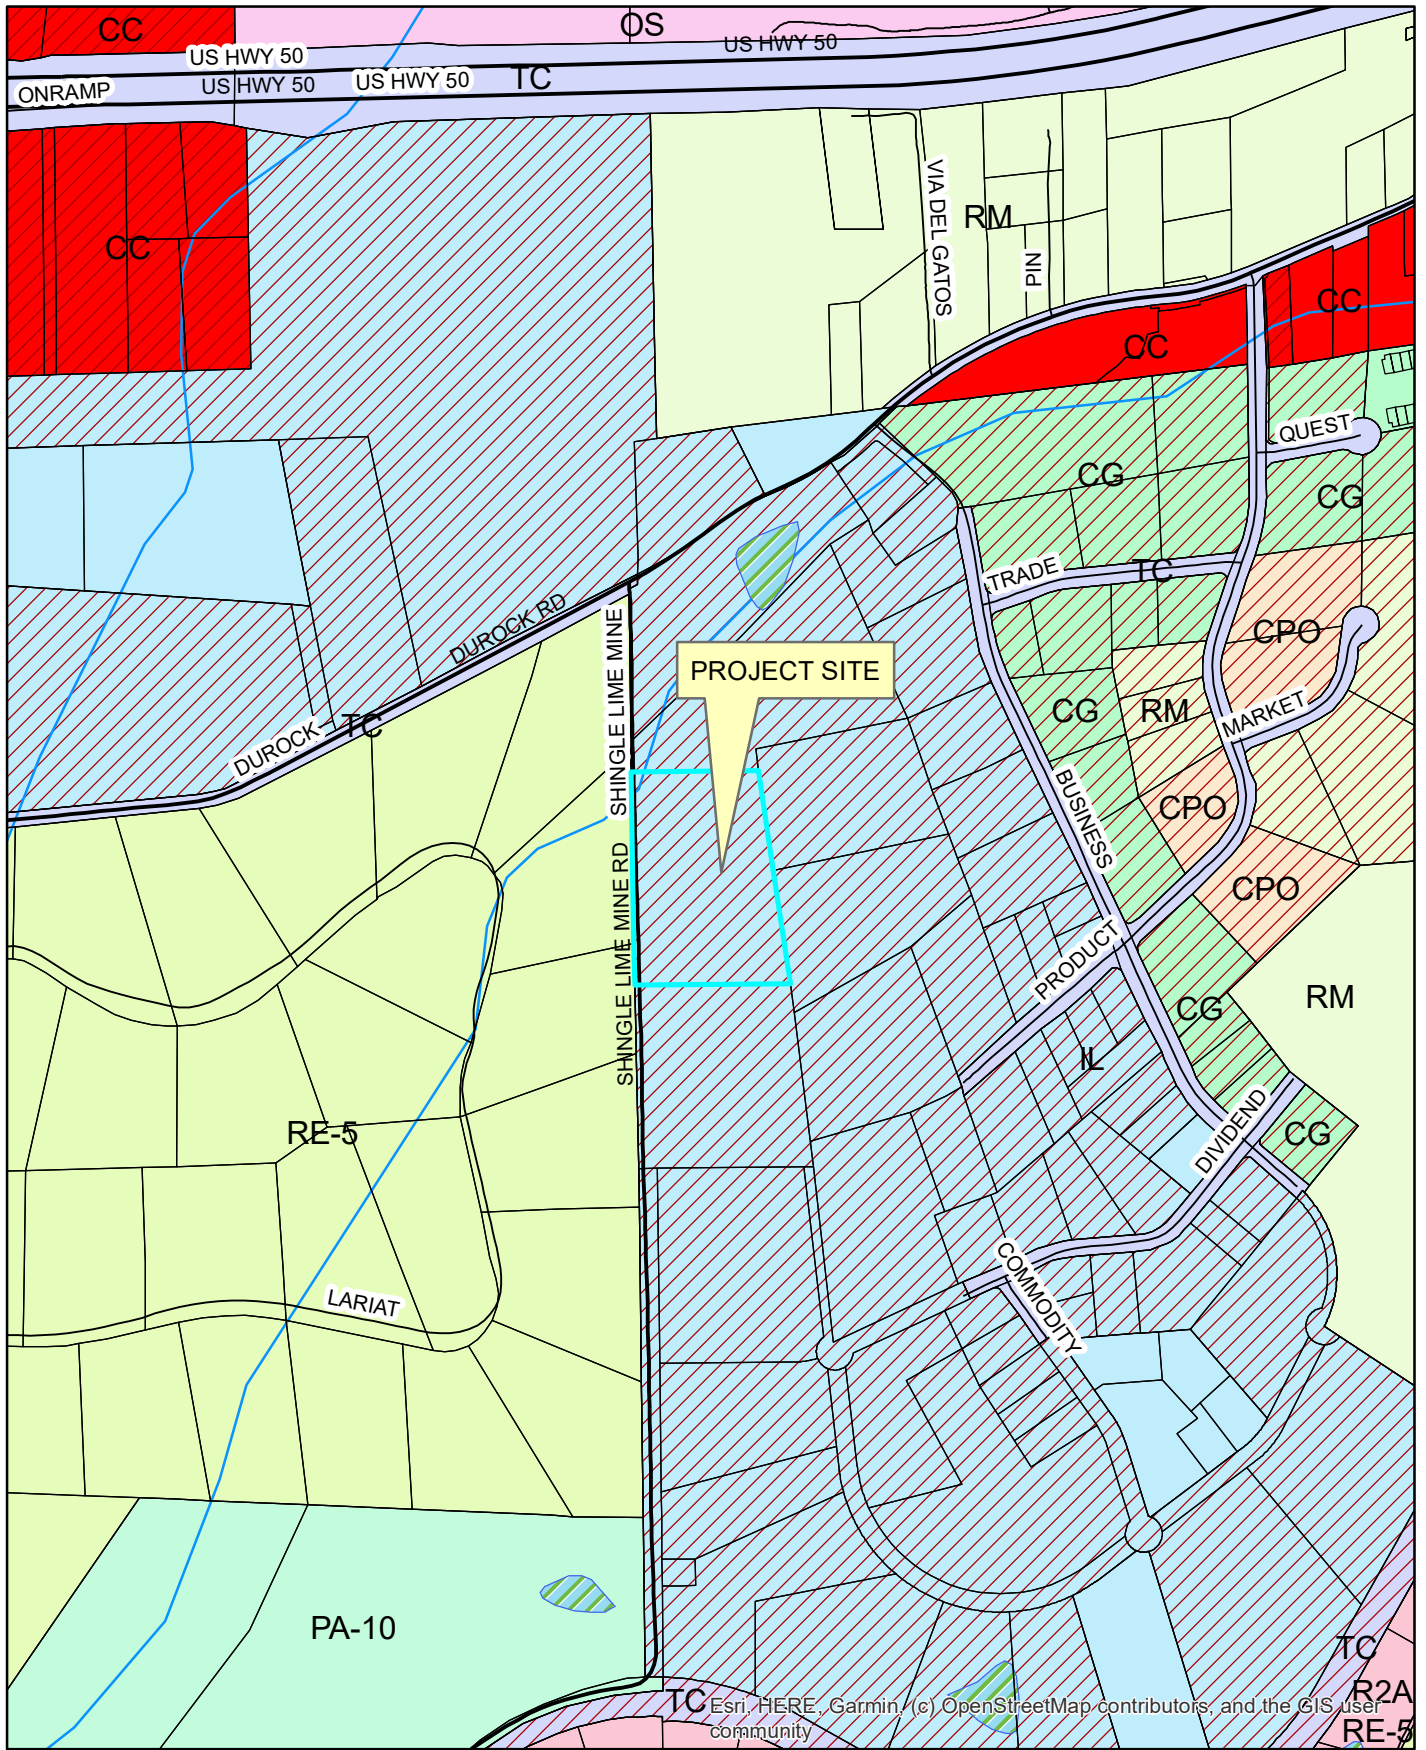 CC
OS
US HWY 50
US HWY 50
US HWY 50
US HWY 50
TC
ONRAMP
CC
VIA DEL GATOS
RM
PIN
CC
CC
QUEST
CG
CG
TRADE
TC
CPO
DUROCK RD
SHINGLE LIME MINE
PROJECT SITE
CG
RM
MARKET
DUROCK
TC
BUSINESS
CPO
CPO
SHINGLE LIME MINE RD
PRODUCT
CG
RM
IL
RE-5
DIVIDEND
CG
COMMODITY
LARIAT
PA-10
TC
R2A
RE-5
TC
Esri, HERE, Garmin, (c) OpenStreetMap contributors, and the GIS user
community